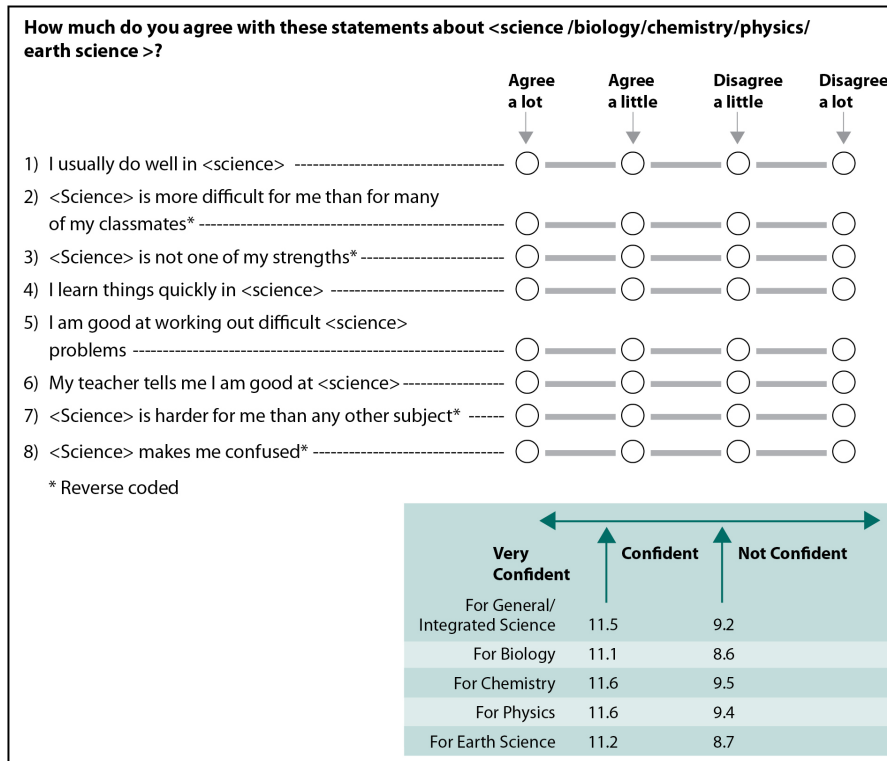 How much do you agree with these statements about <science /biology/chemistry/physics/
earth science >?
Agree a lot
Agree a little
Disagree a little
Disagree a lot
1) I usually do well in <science>
2) <Science> is more difficult for me than for many
of my classmates*
3) <Science> is not one of my strengths*
4) I learn things quickly in <science>
5) I am good at working out difficult <science>
problems
6) My teacher tells me I am good at <science>
7) <Science> is harder for me than any other subject*
8) <Science> makes me confused*
* Reverse coded
Very Confident
Confident
Not Confident
For General/
Integrated Science 11.5 9.2
For Biology 11.1 8.6
For Chemistry 11.6 9.5
For Physics 11.6 9.4
For Earth Science 11.2 8.7